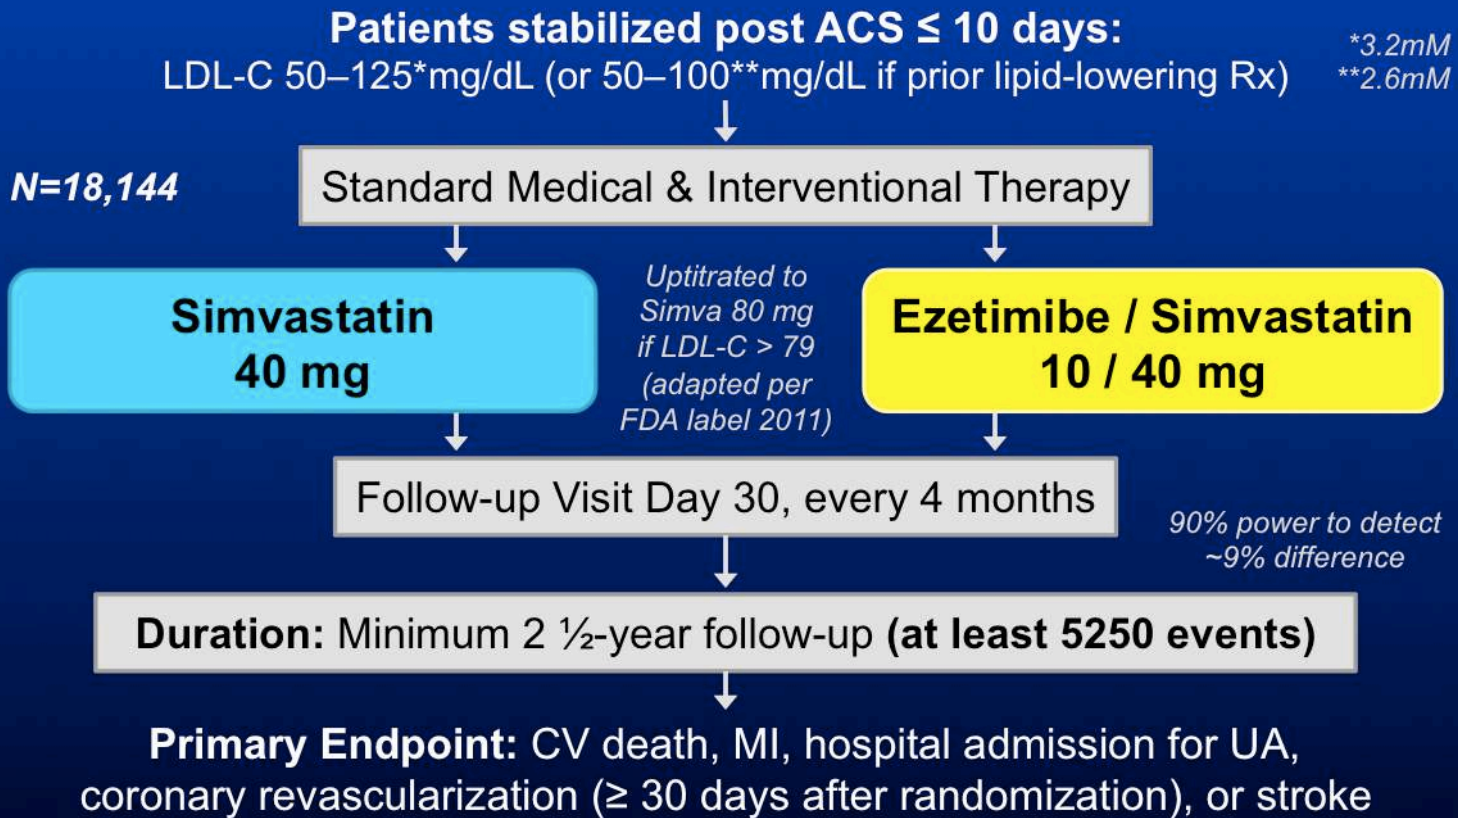 Patients stabilized post ACS ≤ 10 days:
LDL-C 50–125*mg/dL (or 50–100**mg/dL if prior lipid-lowering Rx)
*3.2mM
**2.6mM
N=18,144
Standard Medical & Interventional Therapy
Simvastatin
40 mg
Uptitrated to
Simva 80 mg
if LDL-C > 79
(adapted per
FDA label 2011)
Ezetimibe / Simvastatin
10 / 40 mg
Follow-up Visit Day 30, every 4 months
90% power to detect
~9% difference
Duration: Minimum 2 ½-year follow-up (at least 5250 events)
Primary Endpoint: CV death, MI, hospital admission for UA,
coronary revascularization (≥ 30 days after randomization), or stroke